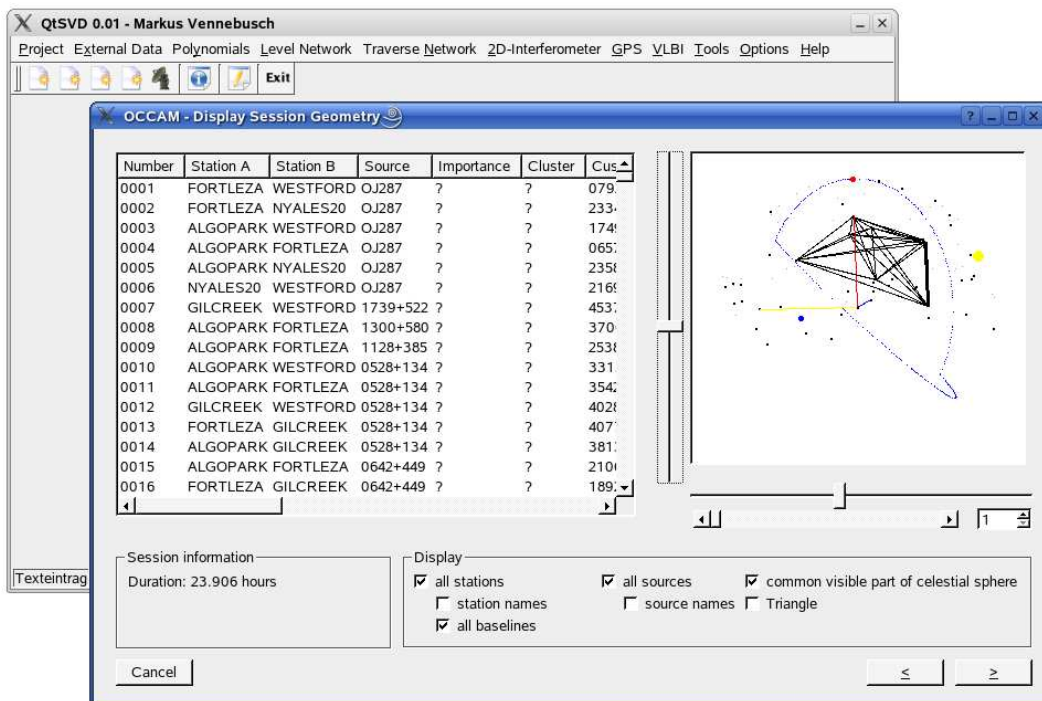 QtSVD 0.01 - Markus Vennebusch
Project External Data Polynomials Level Network Traverse Network 2D-Interferometer GPS VLBI Tools Options Help
Exit
OCCAM - Display Session Geometry
Number Station A Station B Source Importance Cluster
0001 FORTLEZA WESTFORD OJ287 ? ?
0002 FORTLEZA NYALES20 OJ287 ? ?
0003 ALGOPARK WESTFORD OJ287 ? ?
0004 ALGOPARK FORTLEZA OJ287 ? ?
0005 ALGOPARK NYALES20 OJ287 ? ?
0006 NYALES20 WESTFORD OJ287 ? ?
0007 GILCREEK WESTFORD 1739+522 ? ?
0008 ALGOPARK FORTLEZA 1300+580 ? ?
0009 ALGOPARK FORTLEZA 1128+385 ? ?
0010 ALGOPARK WESTFORD 0528+134 ? ?
0011 ALGOPARK FORTLEZA 0528+134 ? ?
0012 GILCREEK WESTFORD 0528+134 ? ?
0013 FORTLEZA GILCREEK 0528+134 ? ?
0014 ALGOPARK GILCREEK 0528+134 ? ?
0015 ALGOPARK FORTLEZA 0642+449 ? ?
0016 FORTLEZA GILCREEK 0642+449 ? ?
1
Session information
Duration: 23.906 hours
Display
all stations all sources common visible part of celestial sphere
station names source names Triangle
all baselines
Texteintrag
Cancel < >